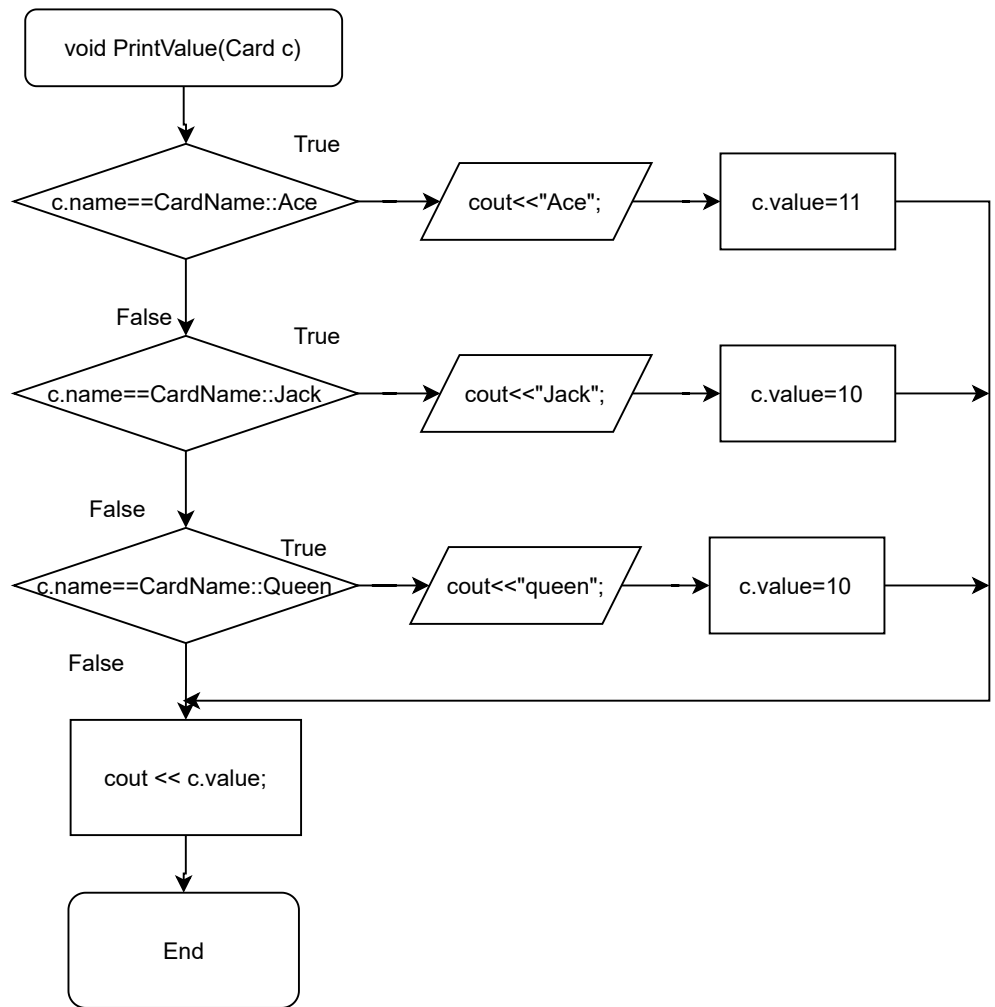 void PrintValue(Card c)
True
c.name==CardName::Ace
cout<<"Ace";
c.value=11
False
True
c.name==CardName::Jack
cout<<"Jack";
c.value=10
False
True
c.name==CardName::Queen
cout<<"queen";
c.value=10
False
cout << c.value;
End